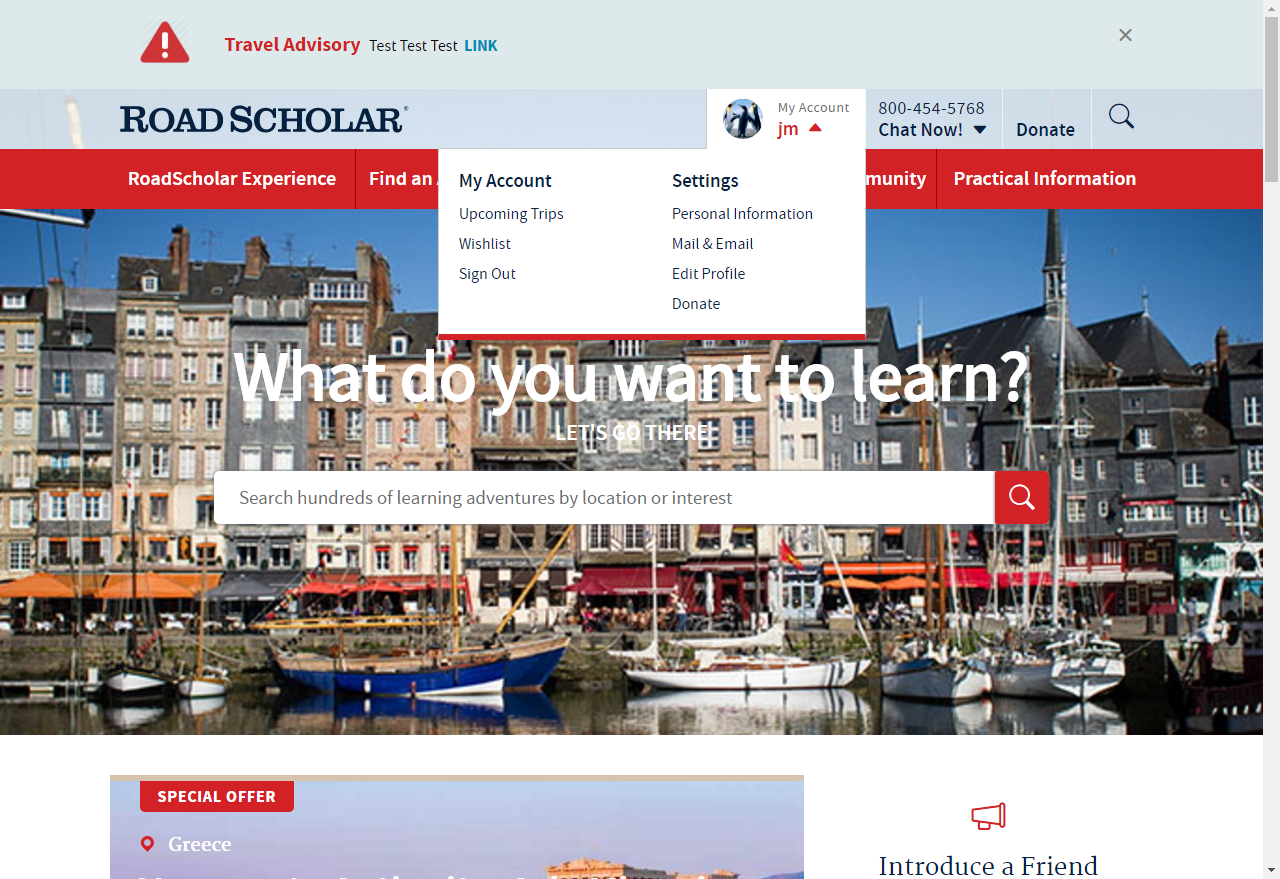 Travel Advisory Test Test Test LINK
ROAD SCHOLAR®
My Account
jm
800-454-5768
Chat Now!
Donate
RoadScholar Experience
Find an
munity
Practical Information
My Account
Upcoming Trips
Wishlist
Sign Out
Settings
Personal Information
Mail & Email
Edit Profile
Donate
What do you want to learn?
LET'S GO THERE
Search hundreds of learning adventures by location or interest
SPECIAL OFFER
Greece
Introduce a Friend